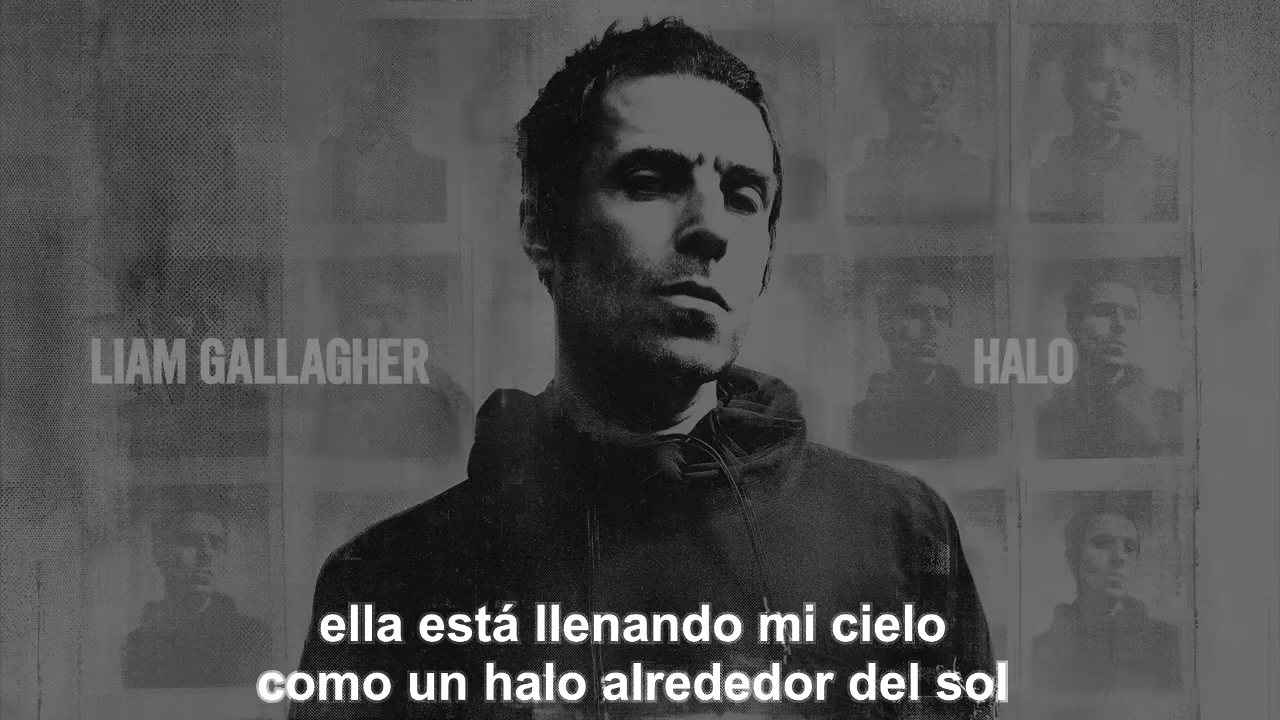 LIAM GALLAGHER
HALO
ella está llenando mi cielo
como un halo alrededor del sol